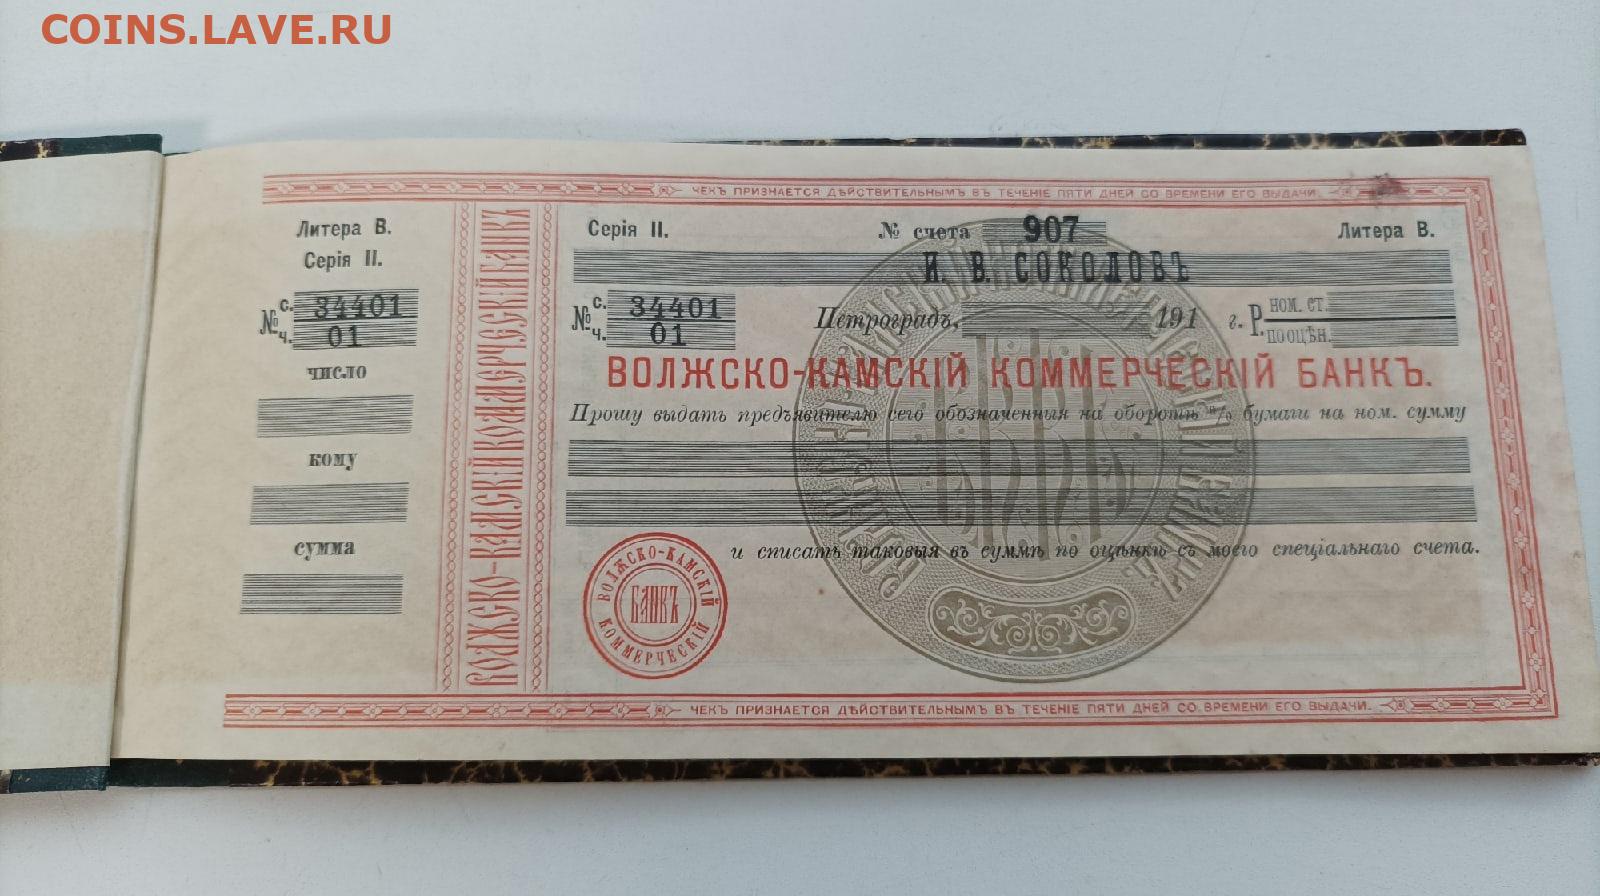 COINS.LAVE.RU
ЧЕКЪ ПРИЗНАЕТСЯ ДѢЙСТВИТЕЛЬНЫМЪ ВЪ ТЕЧЕНІЕ ПЯТИ ДНЕЙ СО ВРЕМЕНИ ЕГО ВЫДАЧИ.
Литера В.
Серія II.
№ с. 34401
ч. 01
число
кому
сумма
ВОЛЖСКО-КАМСКІЙ КОММЕРЧЕСКІЙ БАНКЪ
Серія II. № счета 907 Литера В.
И. В. СОКОЛОВЪ
№ с. 34401
ч. 01
Петроградъ, 191 г. Р. ном. ст.
по оцѣн.
ВОЛЖСКО-КАМСКІЙ КОММЕРЧЕСКІЙ БАНКЪ.
Прошу выдать предъявителю сего обозначенныя на оборотѣ % бумаги на ном. сумму
и списать таковыя въ суммѣ по оцѣнкѣ съ моего спеціальнаго счета.
ВОЛЖСКО-КАМСКІЙ
БАНКЪ
КОММЕРЧЕСКІЙ
ЧЕКЪ ПРИЗНАЕТСЯ ДѢЙСТВИТЕЛЬНЫМЪ ВЪ ТЕЧЕНІЕ ПЯТИ ДНЕЙ СО ВРЕМЕНИ ЕГО ВЫДАЧИ.